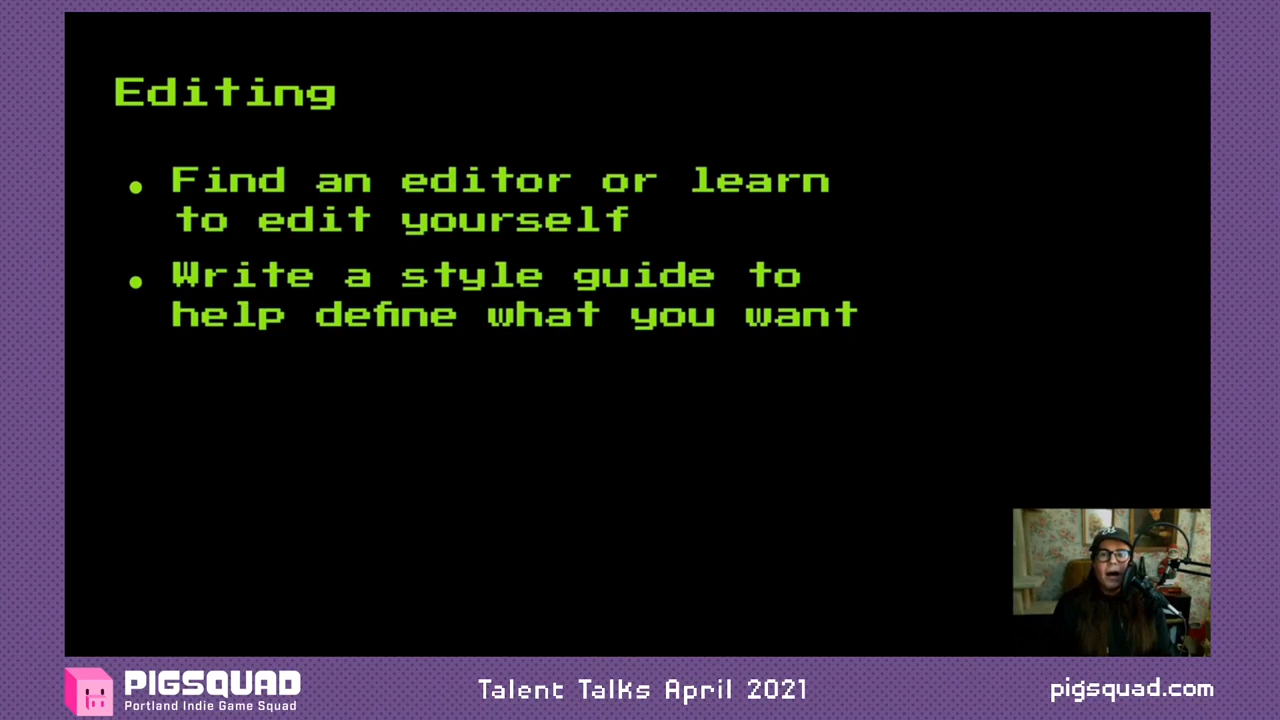 Editing
• Find an editor or learn
to edit yourself
• Write a style guide to
help define what you want
PIGSQUAD
Portland Indie Game Squad
Talent Talks April 2021
pigsquad.com